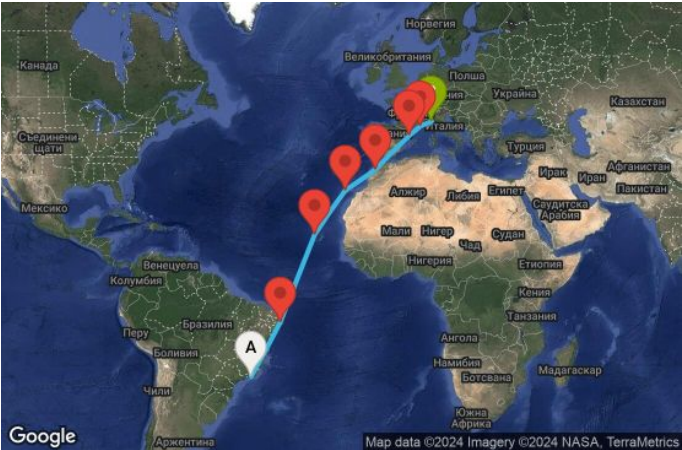 Норвегия
Канада
Великобритания
Полша
Украйна
Казахстан
Италия
Съединени
щати
Турция
Афганистан
Ирак
Иран
Пакистан
Мексико
Алжир
Либия
Египет
Саудитска
Арабия
Мали
Нигер
Чад
Судан
Венецуела
Нигерия
Етиопия
Колумбия
Кения
Перу
Бразилия
Танзания
A
Боливия
Ангола
Намибия
Ботсвана
Мадагаскар
Чили
Южна
Африка
Аржентина
Google
Map data ©2024 Imagery ©2024 NASA, TerraMetrics